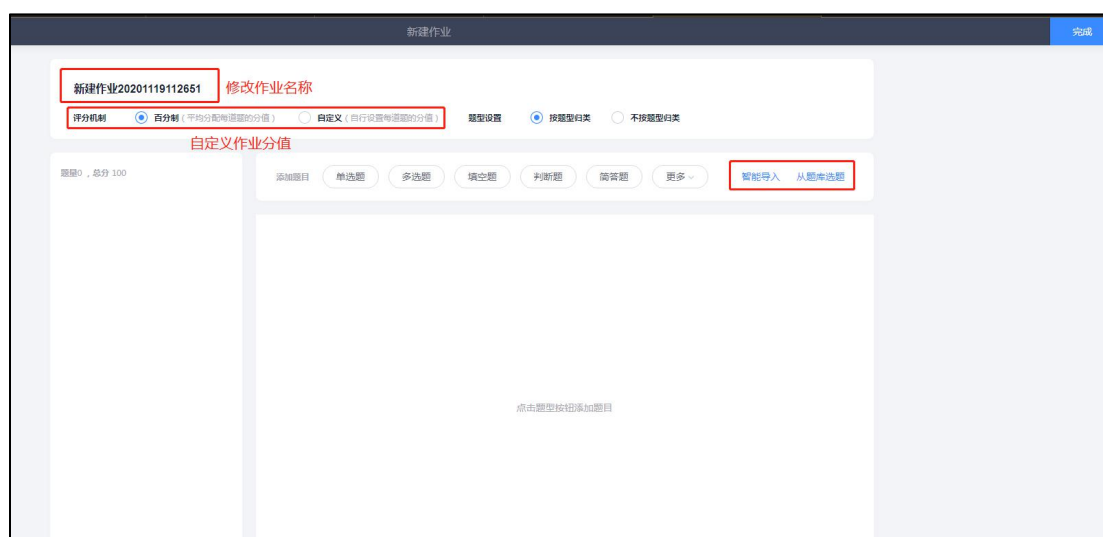 新建作业
完成
新建作业20201119112651 修改作业名称
评分机制 百分制（平均分配每道题的分值） 自定义（自行设置每道题的分值） 题型设置 按题型归类 不按题型归类
自定义作业分值
题量0 ，总分 100
添加题目 单选题 多选题 填空题 判断题 简答题 更多 智能导入 从题库选题
点击题型按钮添加题目